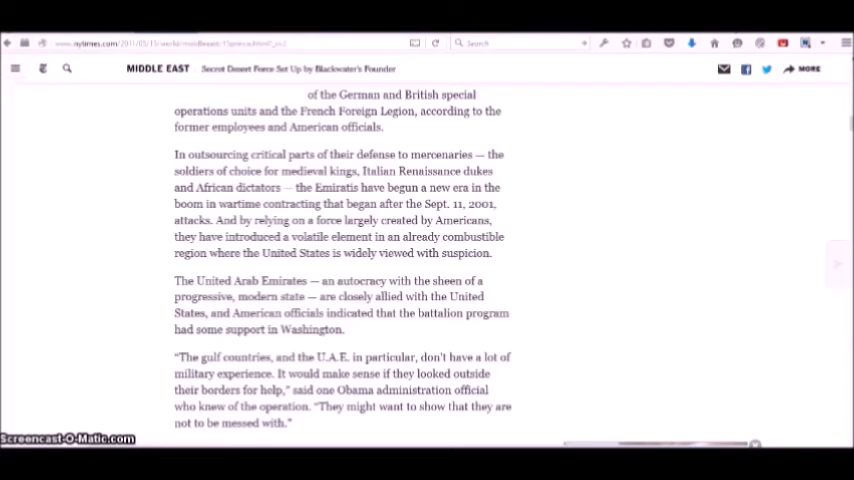 Search
MIDDLE EAST Secret Desert Force Set Up by Blackwater's Founder
MORE
of the German and British special
operations units and the French Foreign Legion, according to the
former employees and American officials.
In outsourcing critical parts of their defense to mercenaries — the
soldiers of choice for medieval kings, Italian Renaissance dukes
and African dictators — the Emiratis have begun a new era in the
boom in wartime contracting that began after the Sept. 11, 2001,
attacks. And by relying on a force largely created by Americans,
they have introduced a volatile element in an already combustible
region where the United States is widely viewed with suspicion.
The United Arab Emirates — an autocracy with the sheen of a
progressive, modern state — are closely allied with the United
States, and American officials indicated that the battalion program
had some support in Washington.
“The gulf countries, and the U.A.E. in particular, don’t have a lot of
military experience. It would make sense if they looked outside
their borders for help,” said one Obama administration official
who knew of the operation. “They might want to show that they are
not to be messed with.”
Screencast-O-Matic.com